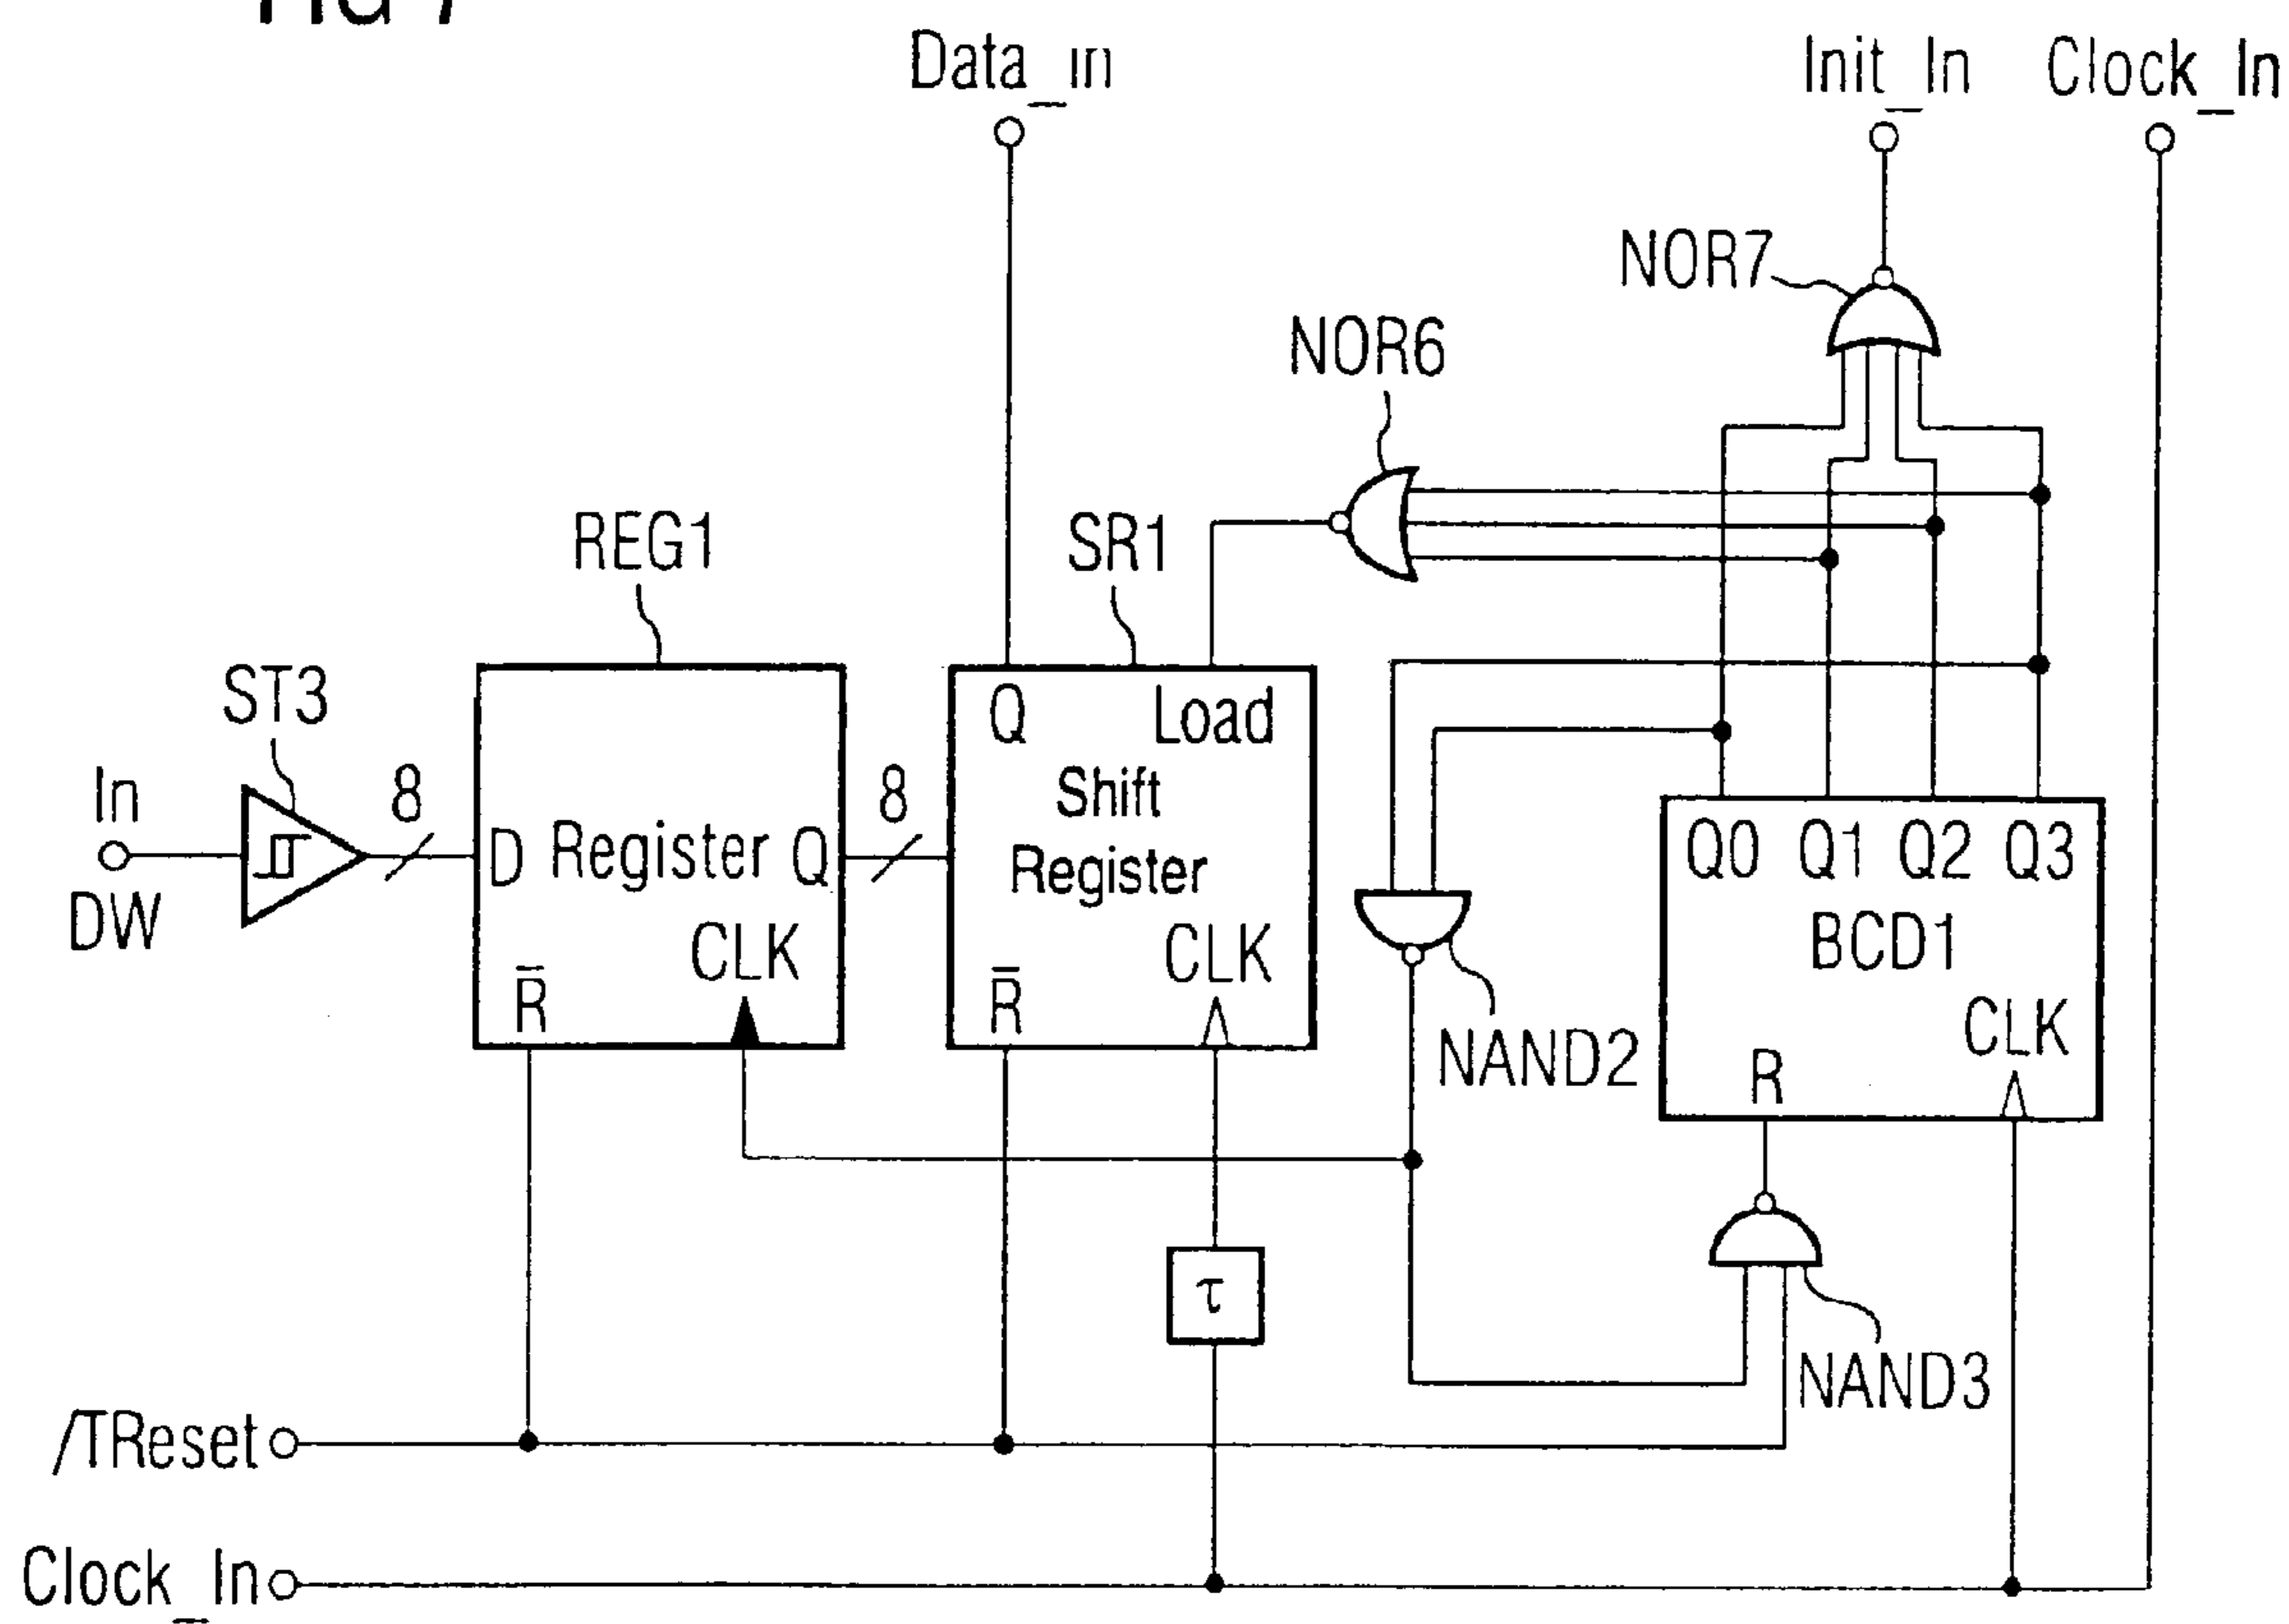 Data_in
Init_In
Clock_In
NOR7
NOR6
REG1
SR1
ST3
Q
Load
In
8
8
Shift
Register
D
Register
Q
Q0
Q1
Q2
Q3
DW
CLK
CLK
BCD1
R̅
R̅
CLK
NAND2
R
τ
NAND3
/TReset
Clock_In